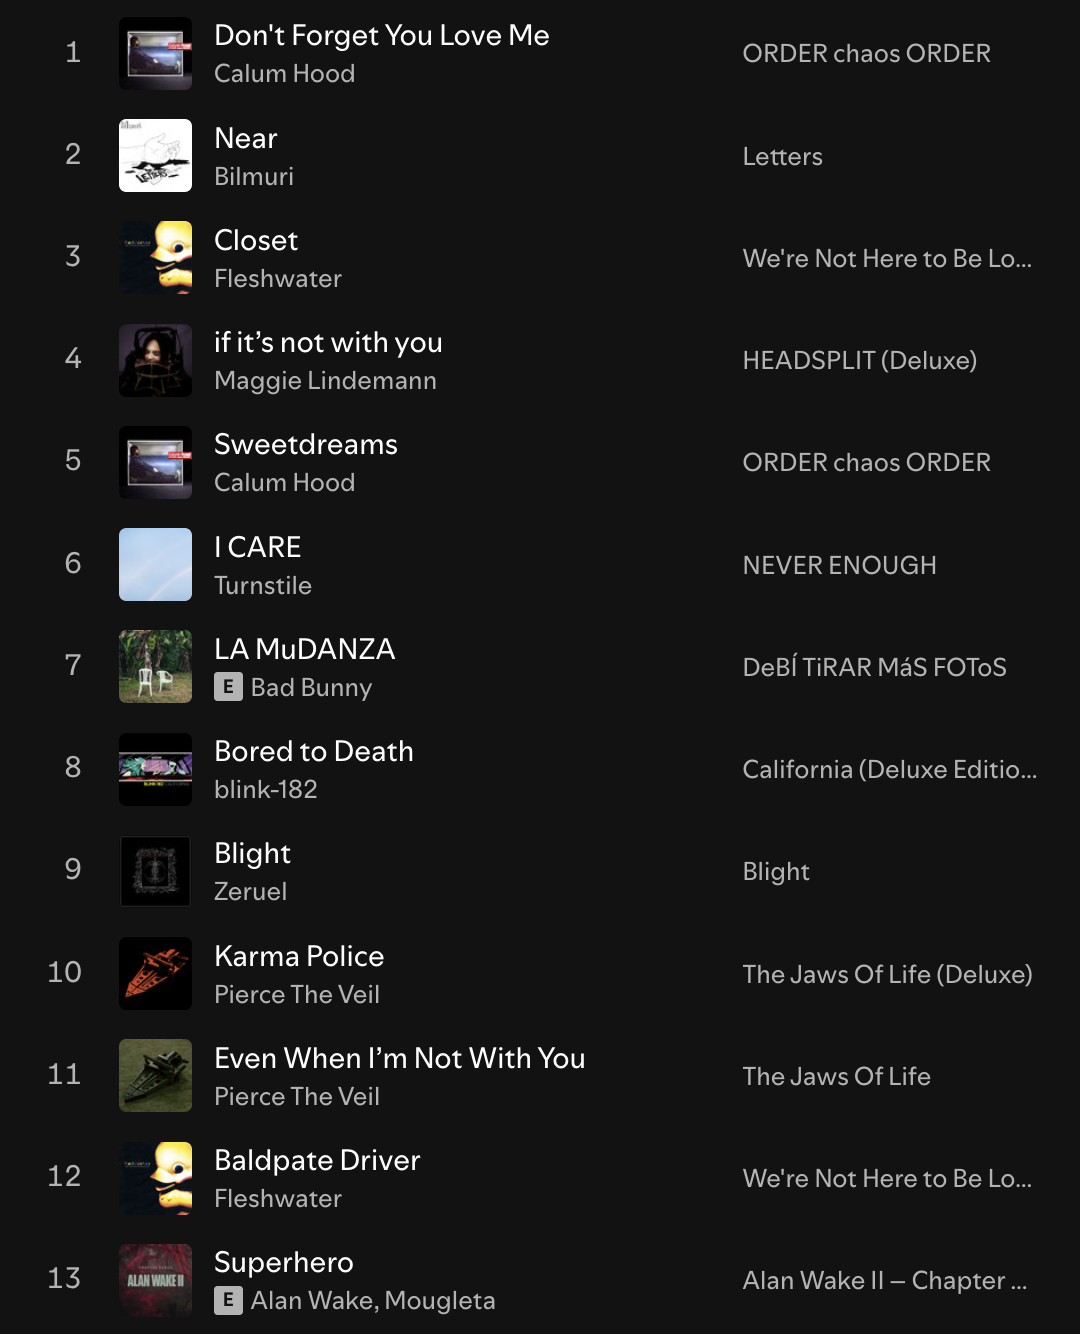 1
Don't Forget You Love Me
Calum Hood
ORDER chaos ORDER
2
Near
Bilmuri
Letters
LETTERS
3
Closet
Fleshwater
We're Not Here to Be Lo...
4
if it’s not with you
Maggie Lindemann
HEADSPLIT (Deluxe)
5
Sweetdreams
Calum Hood
ORDER chaos ORDER
6
I CARE
Turnstile
NEVER ENOUGH
7
LA MuDANZA
E Bad Bunny
DeBÍ TiRAR MáS FOToS
8
Bored to Death
blink-182
California (Deluxe Editio...
9
Blight
Zeruel
Blight
10
Karma Police
Pierce The Veil
The Jaws Of Life (Deluxe)
11
Even When I’m Not With You
Pierce The Veil
The Jaws Of Life
12
Baldpate Driver
Fleshwater
We're Not Here to Be Lo...
13
ALAN WAKE II
Superhero
E Alan Wake, Mougleta
Alan Wake II – Chapter ...